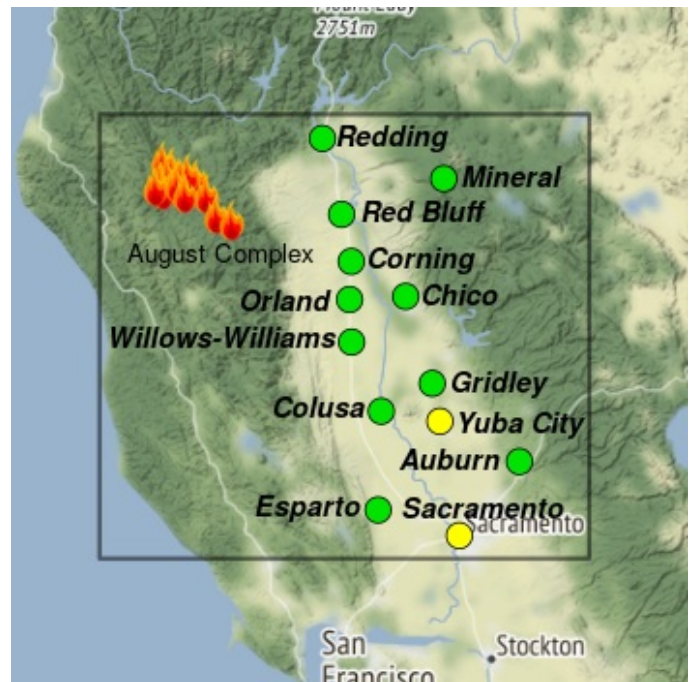 2751m
Redding
Mineral
Red Bluff
August Complex
Corning
Orland
Chico
Willows-Williams
Gridley
Colusa
Yuba City
Auburn
Esparto
Sacramento
Sacramento
San
Francisco
Stockton